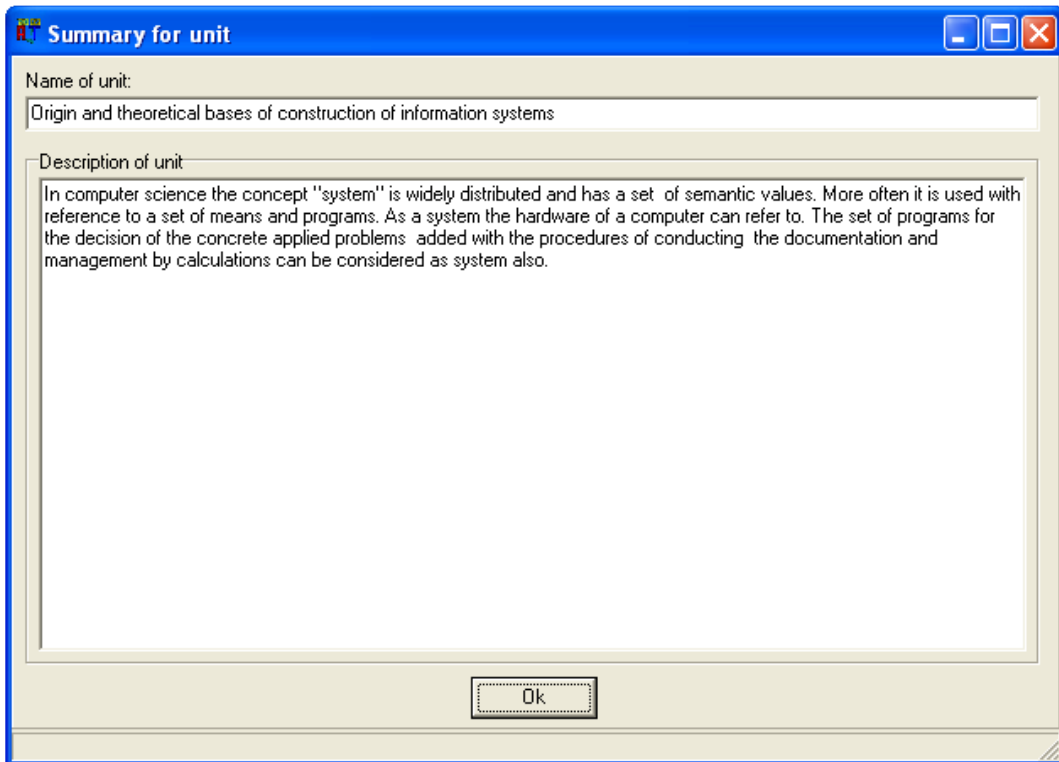 Summary for unit
Name of unit:
Origin and theoretical bases of construction of information systems
Description of unit
In computer science the concept "system" is widely distributed and has a set  of semantic values. More often it is used with
reference to a set of means and programs. As a system the hardware of a computer can refer to. The set of programs for
the decision of the concrete applied problems  added with the procedures of conducting  the documentation and
management by calculations can be considered as system also.
Ok